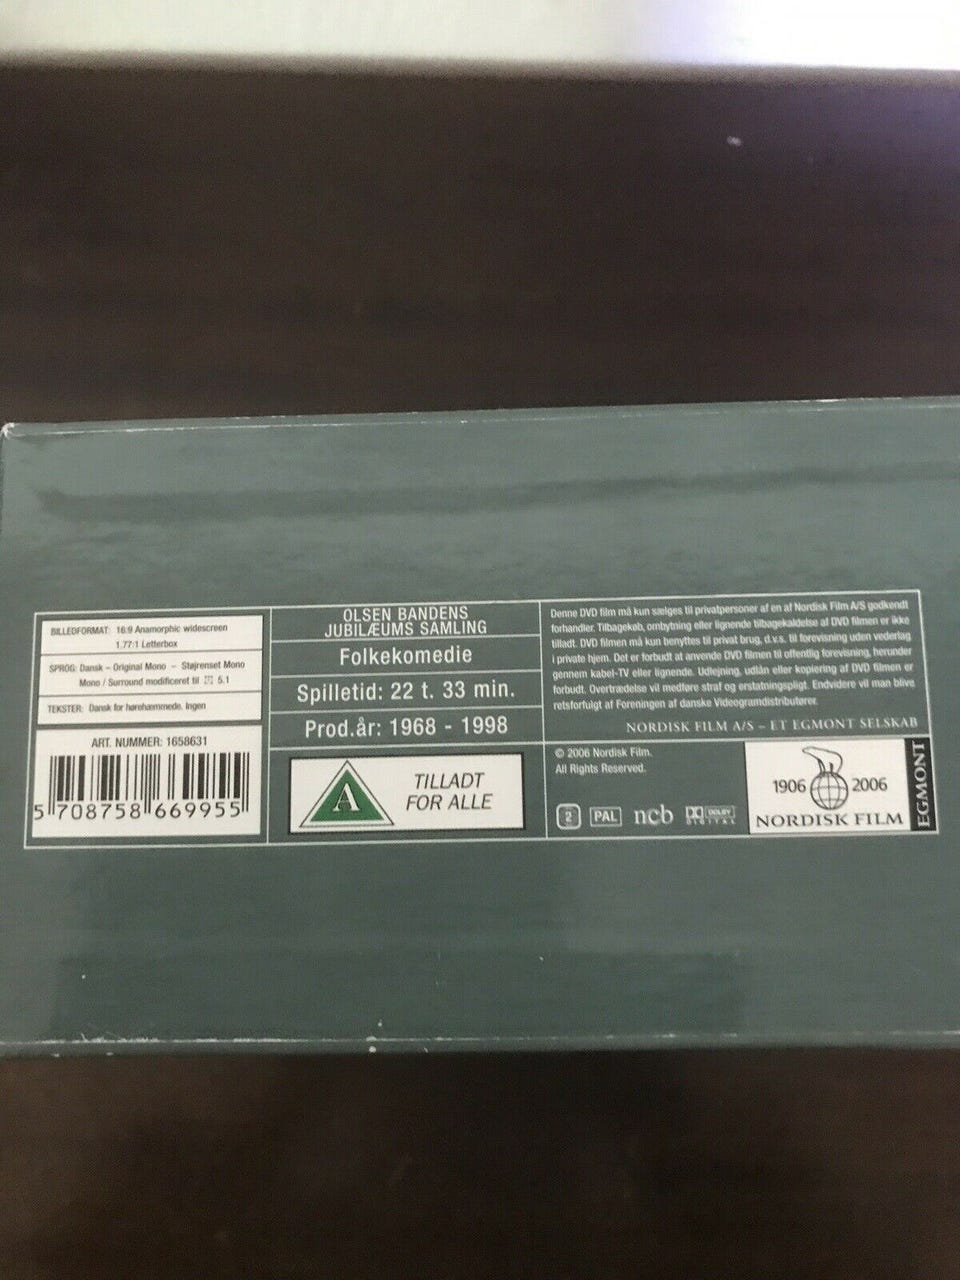 BILLEDFORMAT: 16:9 Anamorphic widescreen
1.77:1 Letterbox
SPROG: Dansk – Original Mono – Støjrenset Mono
Mono / Surround modificeret til 5.1
TEKSTER: Dansk for hørehæmmede. Ingen
ART. NUMMER: 1658631
5 708758 669955
OLSEN BANDENS
JUBILÆUMS SAMLING
Folkekomedie
Spilletid: 22 t. 33 min.
Prod.år: 1968 - 1998
A
TILLADT
FOR ALLE
Denne DVD film må kun sælges til privatpersoner af en af Nordisk Film A/S godkendt
forhandler. Tilbagekøb, ombytning eller lignende tilbagekaldelse af DVD filmen er ikke
tilladt. DVD filmen må kun benyttes til privat brug, d.v.s. til forevisning uden vederlag
i private hjem. Det er forbudt at anvende DVD filmen til offentlig forevisning, herunder
gennem kabel-TV eller lignende. Udlejning, udlån eller kopiering af DVD filmen er
forbudt. Overtrædelse vil medføre straf og erstatningspligt. Endvidere vil man blive
retsforfulgt af Foreningen af danske Videogramdistributører.
NORDISK FILM A/S – ET EGMONT SELSKAB
© 2006 Nordisk Film.
All Rights Reserved.
2 PAL ncb DOLBY
DIGITAL
1906 2006
NORDISK FILM
EGMONT